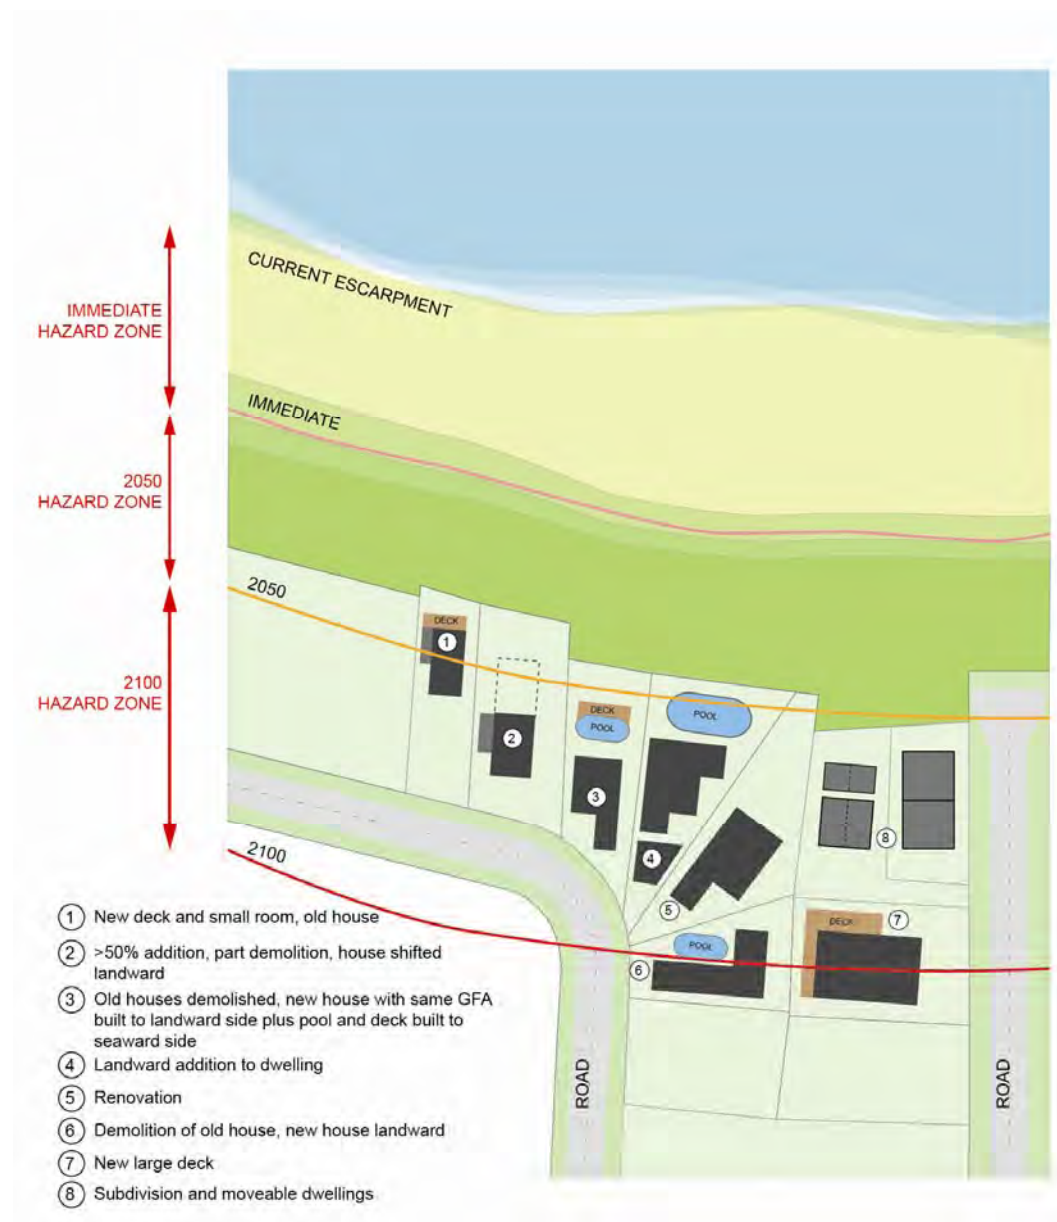 CURRENT ESCARPMENT
IMMEDIATE
HAZARD ZONE
IMMEDIATE
2050
HAZARD ZONE
2050
DECK
1
2100
HAZARD ZONE
2
DECK
POOL
POOL
3
8
4
2100
5
DECK
7
POOL
6
ROAD
ROAD
1 New deck and small room, old house
2 >50% addition, part demolition, house shifted
landward
3 Old houses demolished, new house with same GFA
built to landward side plus pool and deck built to
seaward side
4 Landward addition to dwelling
5 Renovation
6 Demolition of old house, new house landward
7 New large deck
8 Subdivision and moveable dwellings